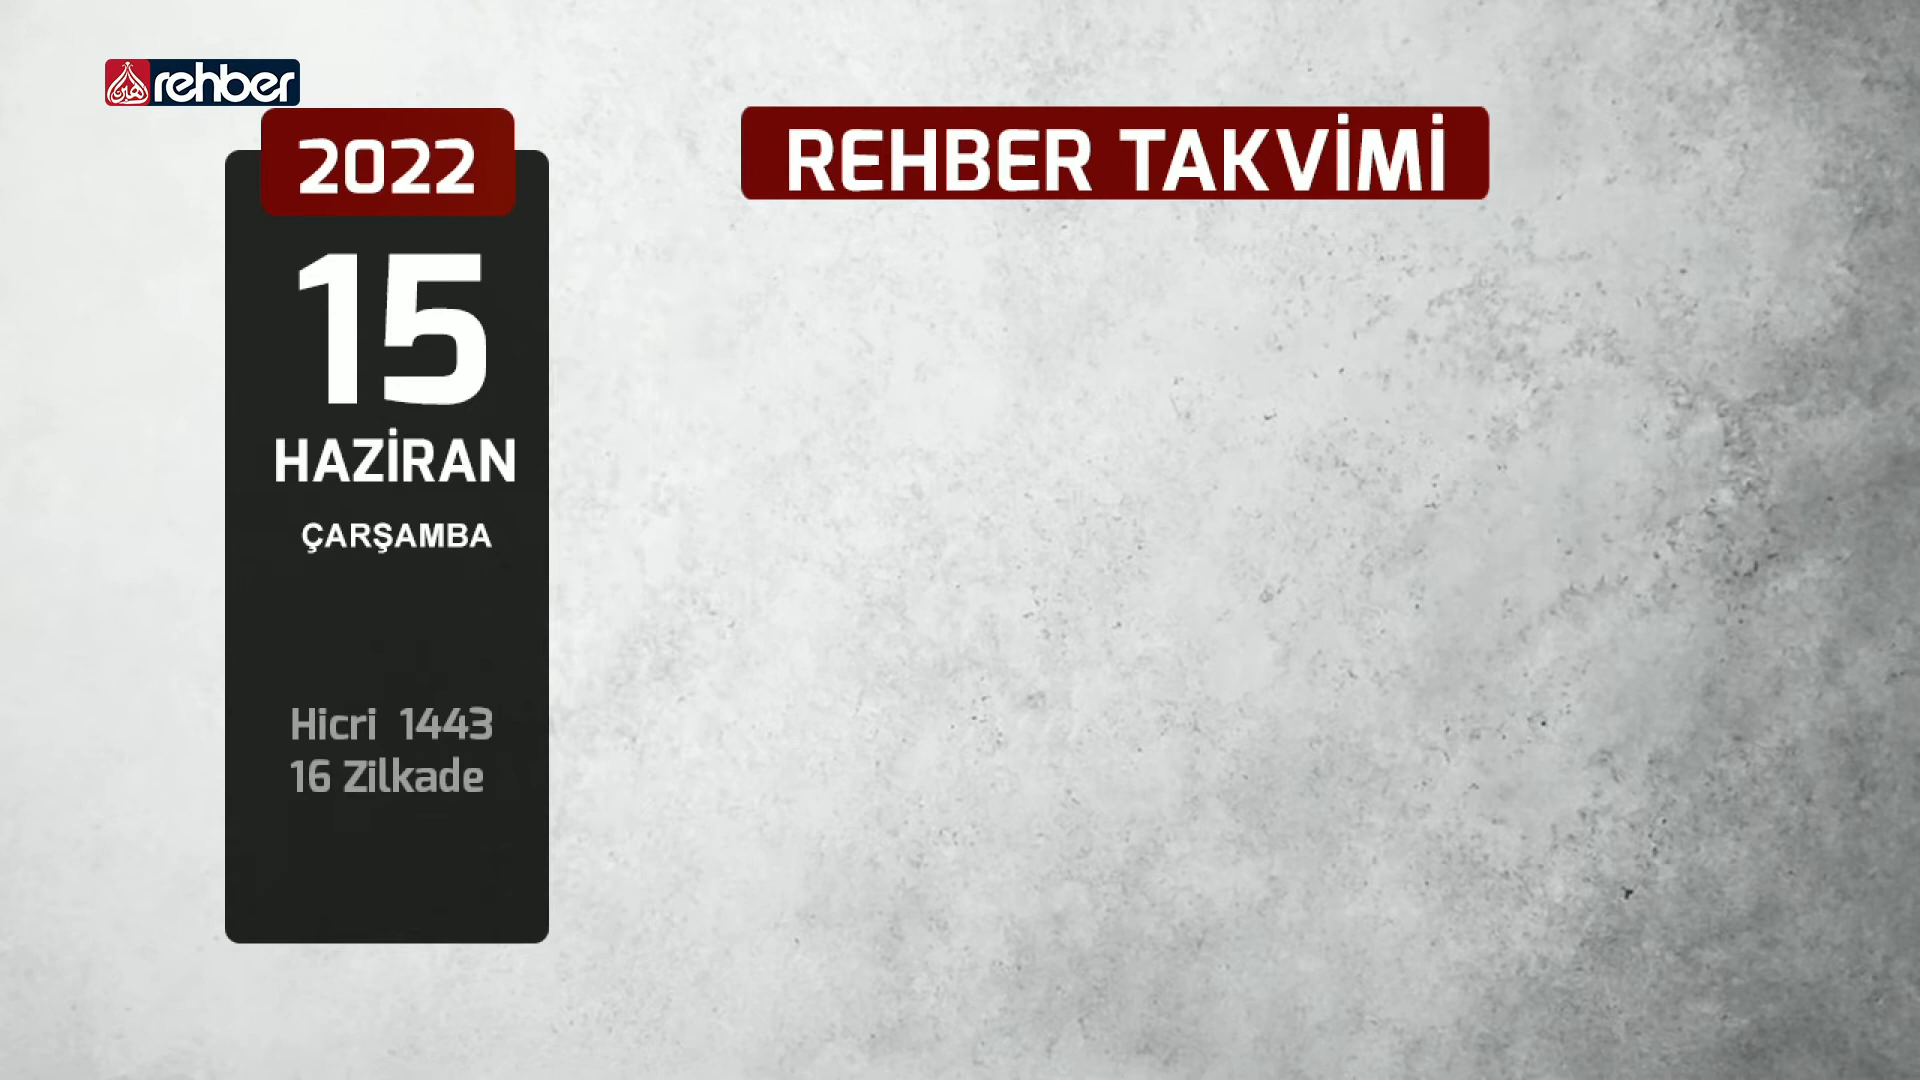 rehber
2022
REHBER TAKVİMİ
15
HAZİRAN
ÇARŞAMBA
Hicri 1443
16 Zilkade